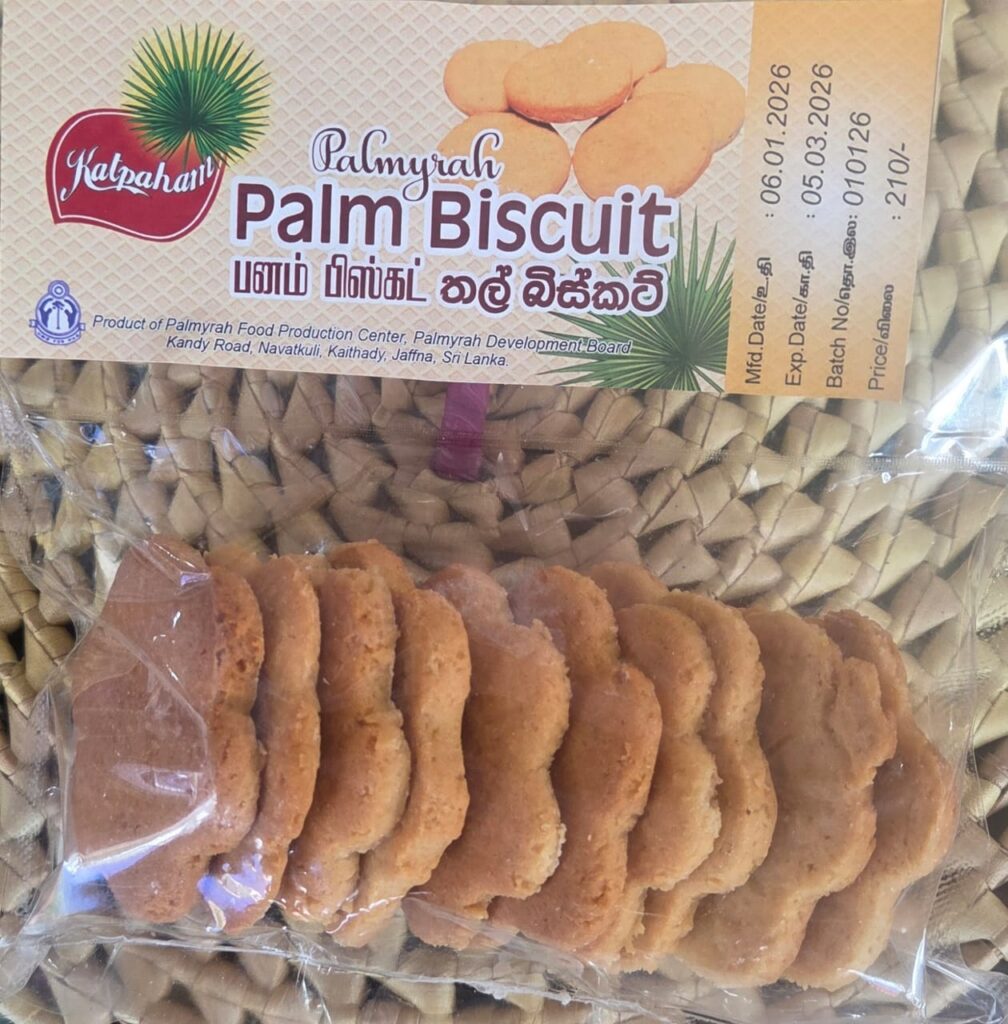 Katpaham
Palmyrah
Palm Biscuit
பனம் பிஸ்கட் තල් බිස්කට්
Product of Palmyrah Food Production Center, Palmyrah Development Board
Kandy Road, Navatkuli, Kaithady, Jaffna, Sri Lanka.
Mfd.Date/உ.தி : 06.01.2026
Exp.Date/கா.தி : 05.03.2026
Batch No/தொ.இல: 010126
Price/விலை : 210/-